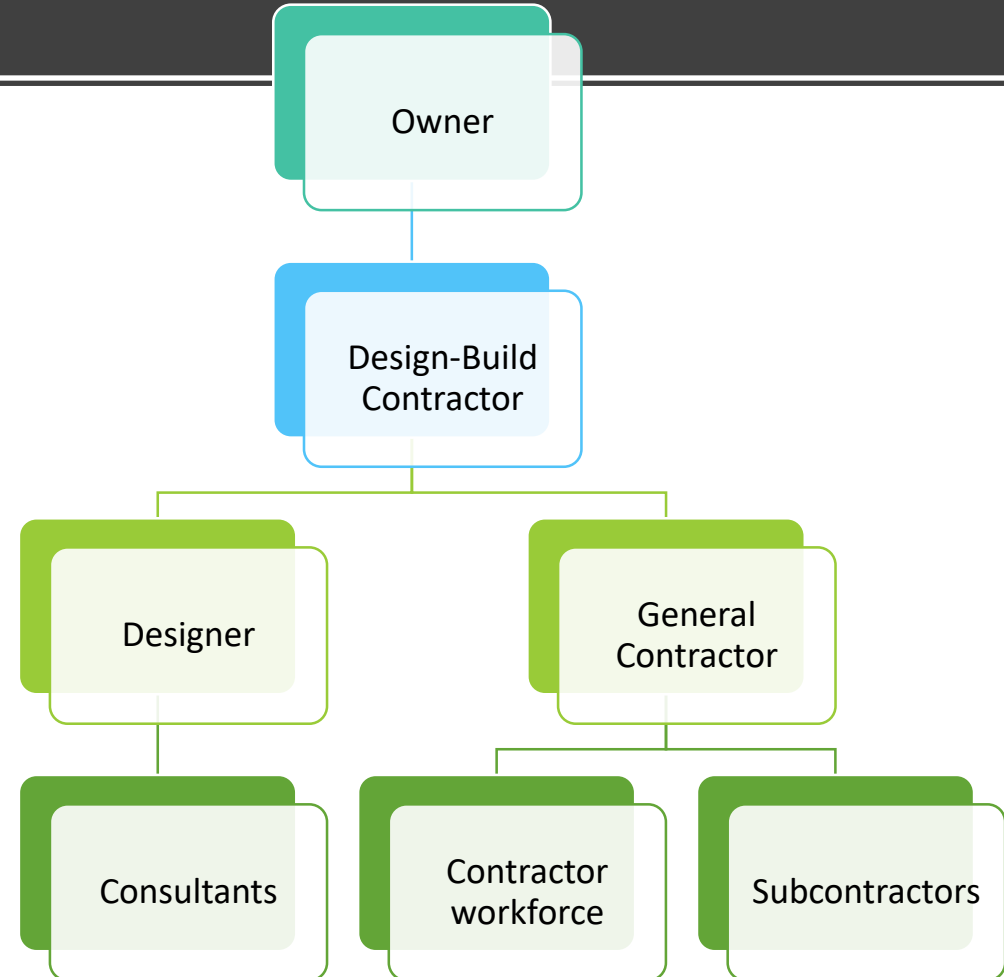 Owner
Design-Build
Contractor
Designer
General
Contractor
Consultants
Contractor
workforce
Subcontractors